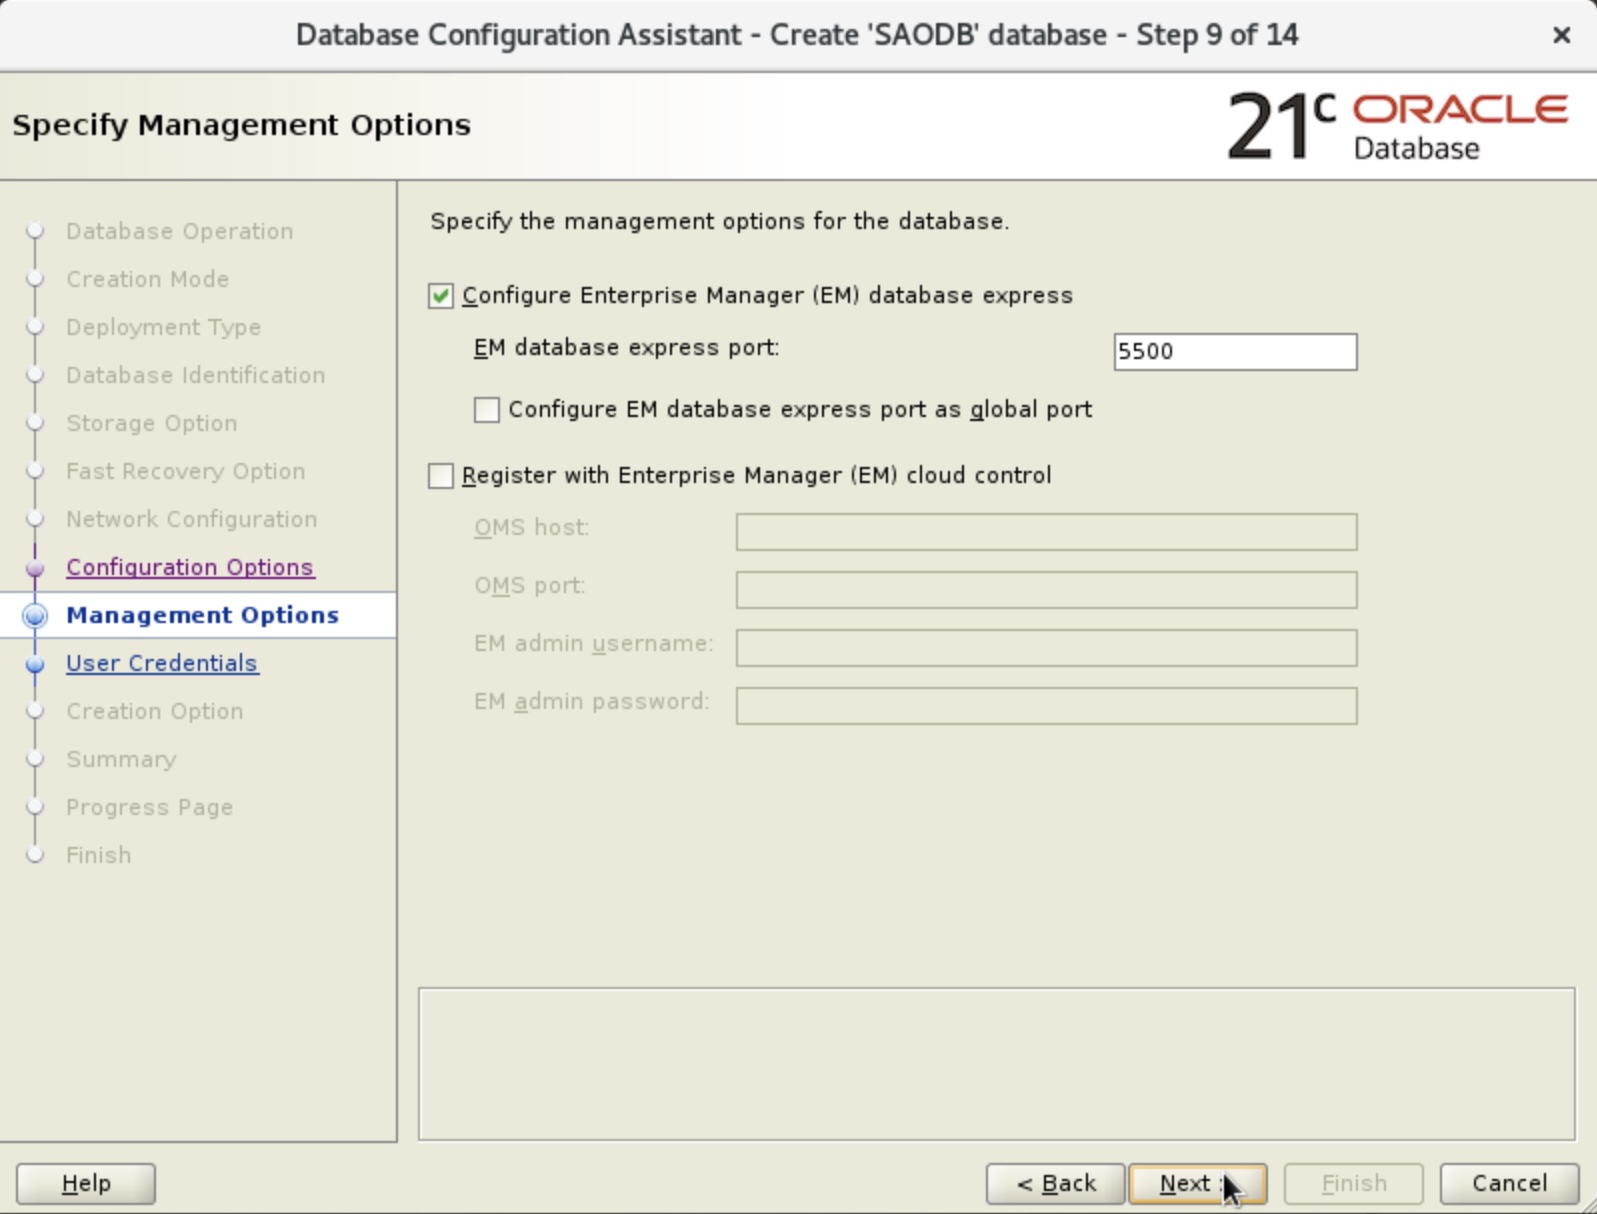 Database Configuration Assistant - Create 'SAODB' database - Step 9 of 14
Specify Management Options
21c ORACLE
Database
Database Operation
Creation Mode
Deployment Type
Database Identification
Storage Option
Fast Recovery Option
Network Configuration
Configuration Options
Management Options
User Credentials
Creation Option
Summary
Progress Page
Finish
Specify the management options for the database.
Configure Enterprise Manager (EM) database express
EM database express port: 5500
Configure EM database express port as global port
Register with Enterprise Manager (EM) cloud control
OMS host:
OMS port:
EM admin username:
EM admin password:
Help
< Back
Next
Finish
Cancel